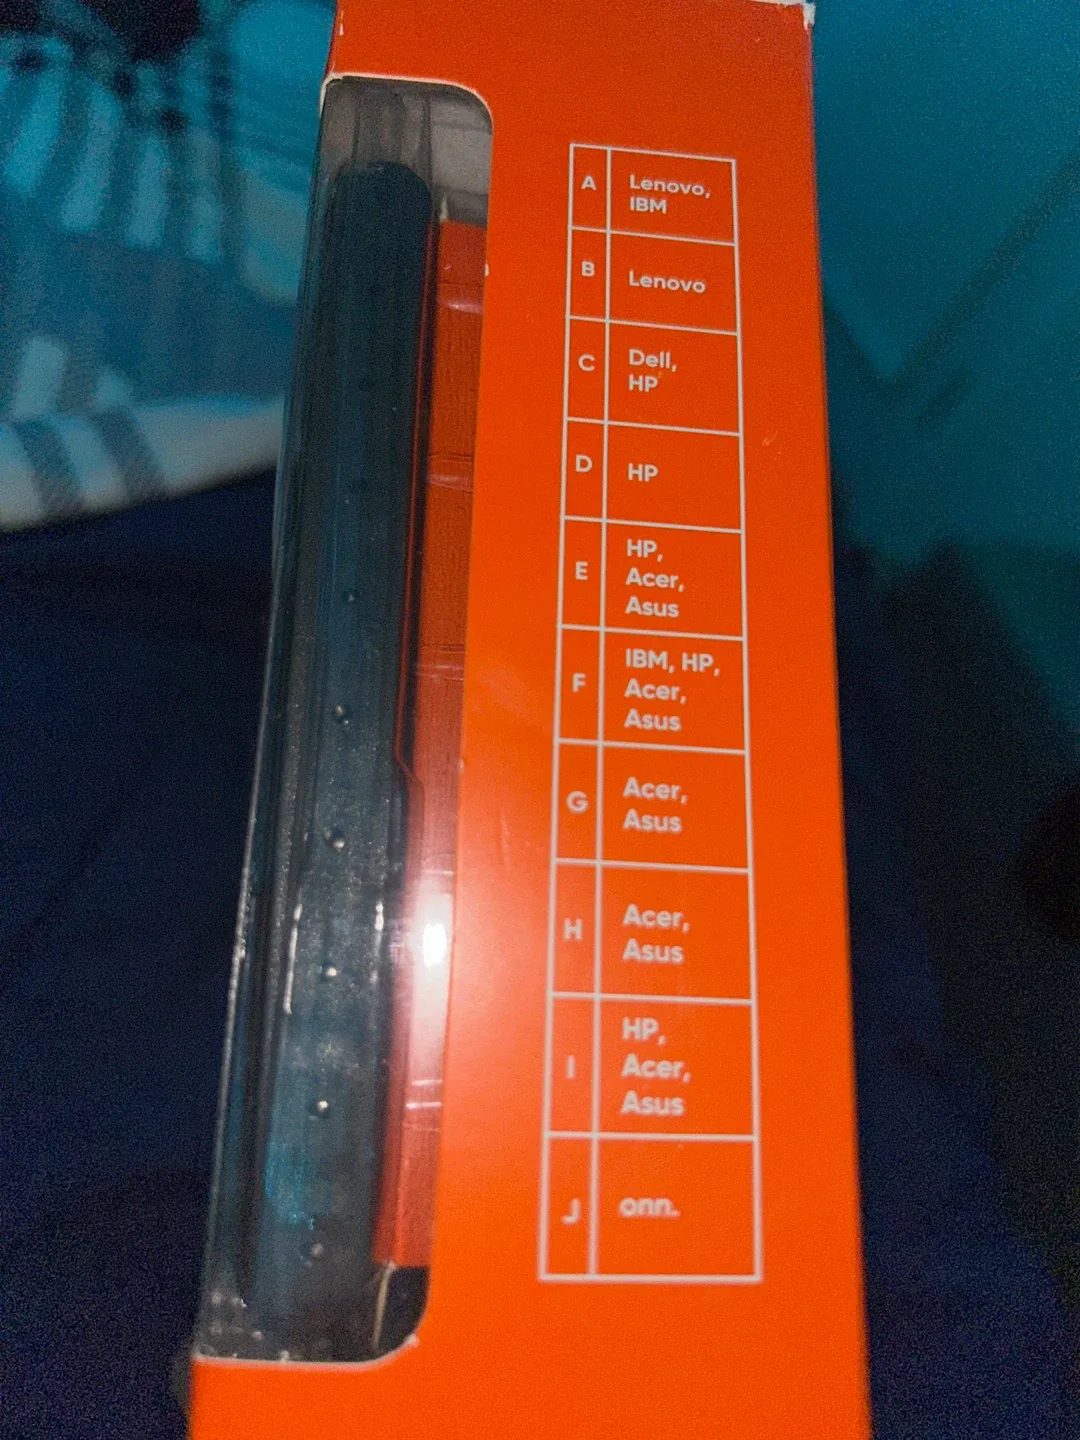 A
Lenovo,
IBM
B
Lenovo
C
Dell,
HP
D
HP
E
HP,
Acer,
Asus
F
IBM, HP,
Acer,
Asus
G
Acer,
Asus
H
Acer,
Asus
I
HP,
Acer,
Asus
J
onn.